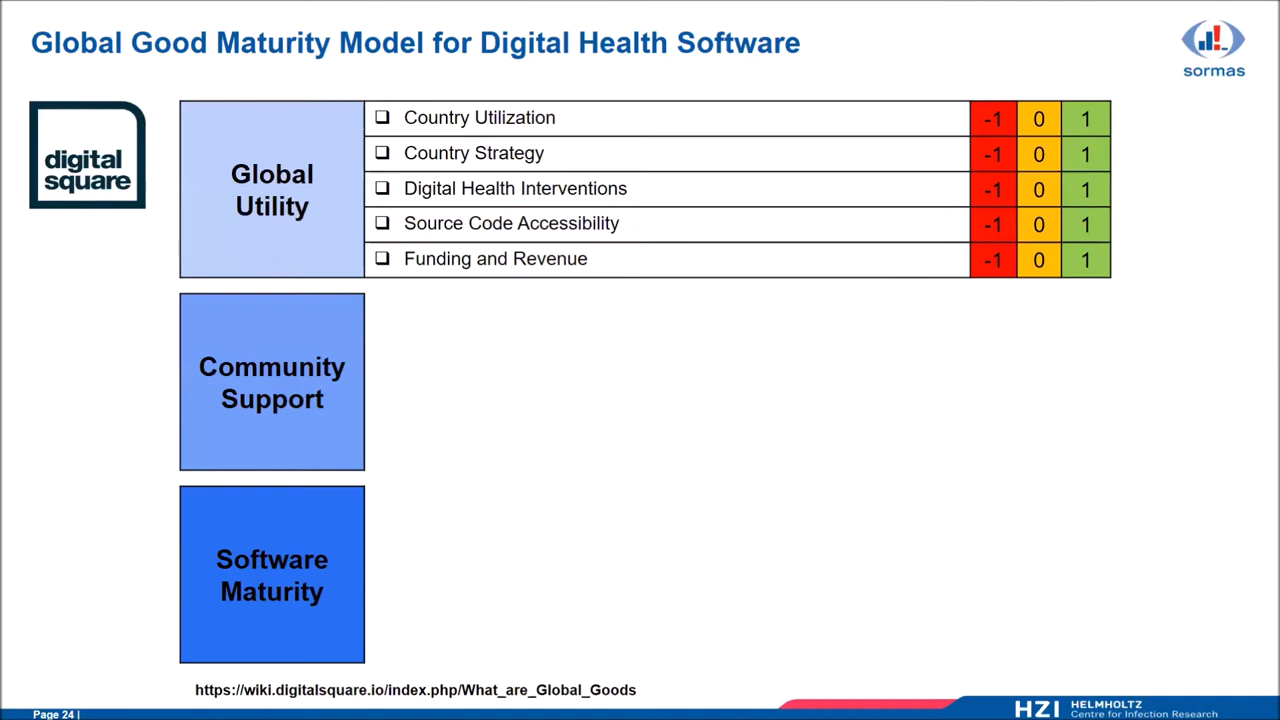 Global Good Maturity Model for Digital Health Software
sormas
digital
square
Global
Utility
Country Utilization -1 0 1
Country Strategy -1 0 1
Digital Health Interventions -1 0 1
Source Code Accessibility -1 0 1
Funding and Revenue -1 0 1
Community
Support
Software
Maturity
https://wiki.digitalsquare.io/index.php/What_are_Global_Goods
Page 24 |
HZI HELMHOLTZ
Centre for Infection Research